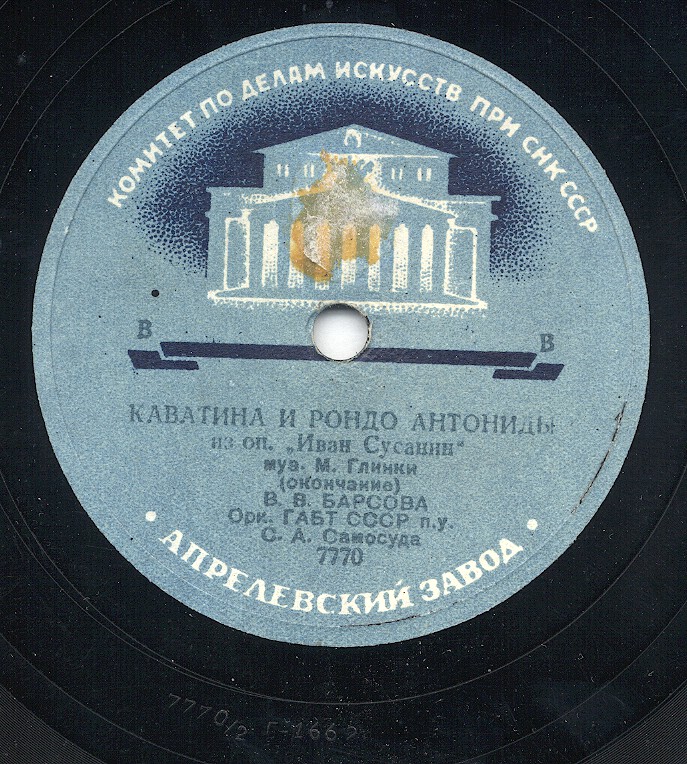 КОМИТЕТ ПО ДЕЛАМ ИСКУССТВ ПРИ СНК СССР
В В
КАВАТИНА И РОНДО АНТОНИДЫ
из оп. „Иван Сусанин"
муз. М. Глинки
(окончание)
В. В. БАРСОВА
Орк. ГАБТ СССР п.у.
С. А. Самосуда
7770
• АПРЕЛЕВСКИЙ ЗАВОД •
7770/2 Г-166